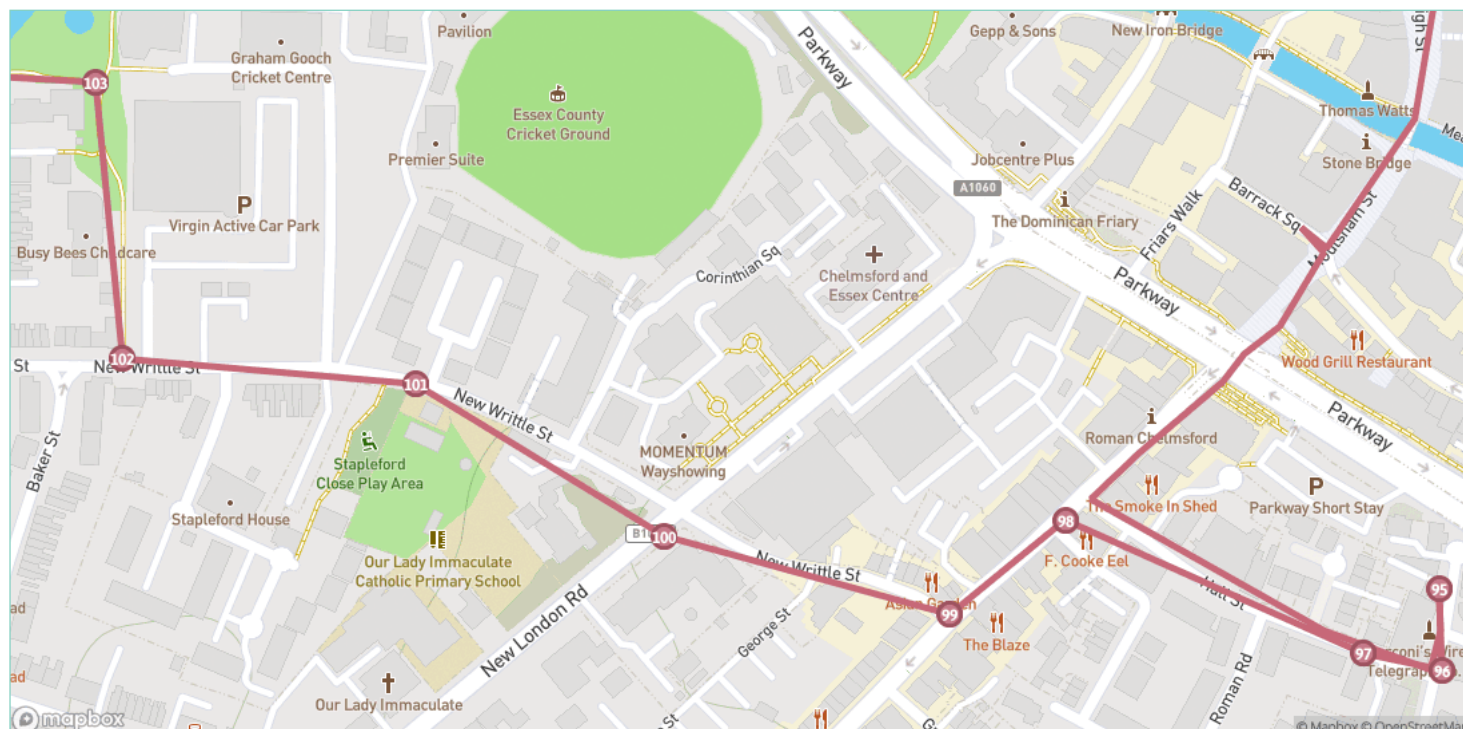 Pavilion
Graham Gooch
Cricket Centre
103
Essex County
Cricket Ground
Premier Suite
P
Virgin Active Car Park
Busy Bees Childcare
Parkway
Gepp & Sons
New Iron Bridge
Thomas Watts
Stone Bridge
Jobcentre Plus
A1060
The Dominican Friary
Friars Walk
Barrack Sq
Moulsham St
Corinthian Sq
Chelmsford and
Essex Centre
Parkway
Wood Grill Restaurant
Parkway
St
102
New Writtle St
101
New Writtle St
Baker St
Stapleford
Close Play Area
Stapleford House
MOMENTUM
Wayshowing
Roman Chelmsford
The Smoke In Shed
P
Parkway Short Stay
98
F. Cooke Eel
100
New Writtle St
Our Lady Immaculate
Catholic Primary School
New London Rd
Asian Garden
99
The Blaze
George St
Hall St
95
97
96
Roman Rd
Our Lady Immaculate
mapbox
© Mapbox © OpenStreetMap